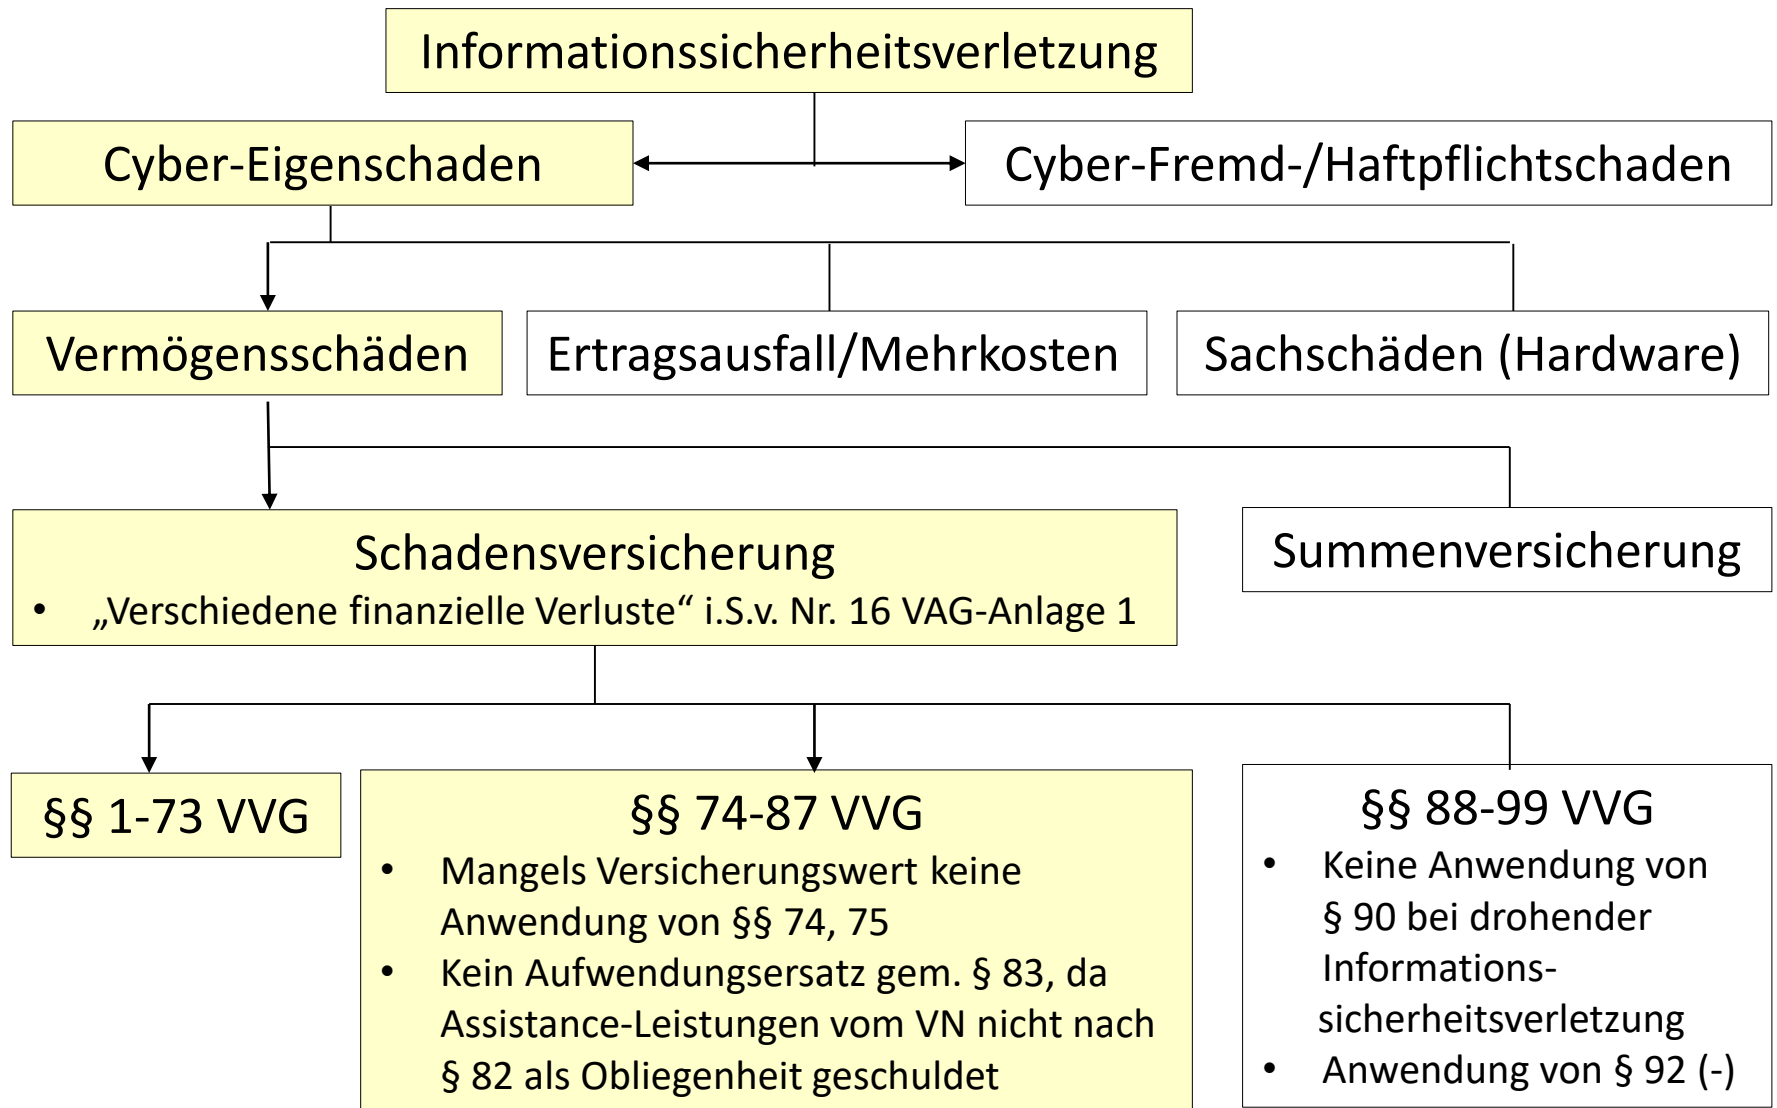 Informationssicherheitsverletzung
Cyber-Eigenschaden
Cyber-Fremd-/Haftpflichtschaden
Vermögensschäden
Ertragsausfall/Mehrkosten
Sachschäden (Hardware)
Schadensversicherung
• „Verschiedene finanzielle Verluste“ i.S.v. Nr. 16 VAG-Anlage 1
Summenversicherung
§§ 1-73 VVG
§§ 74-87 VVG
• Mangels Versicherungswert keine
Anwendung von §§ 74, 75
• Kein Aufwendungsersatz gem. § 83, da
Assistance-Leistungen vom VN nicht nach
§ 82 als Obliegenheit geschuldet
§§ 88-99 VVG
• Keine Anwendung von
§ 90 bei drohender
Informations-
sicherheitsverletzung
• Anwendung von § 92 (-)